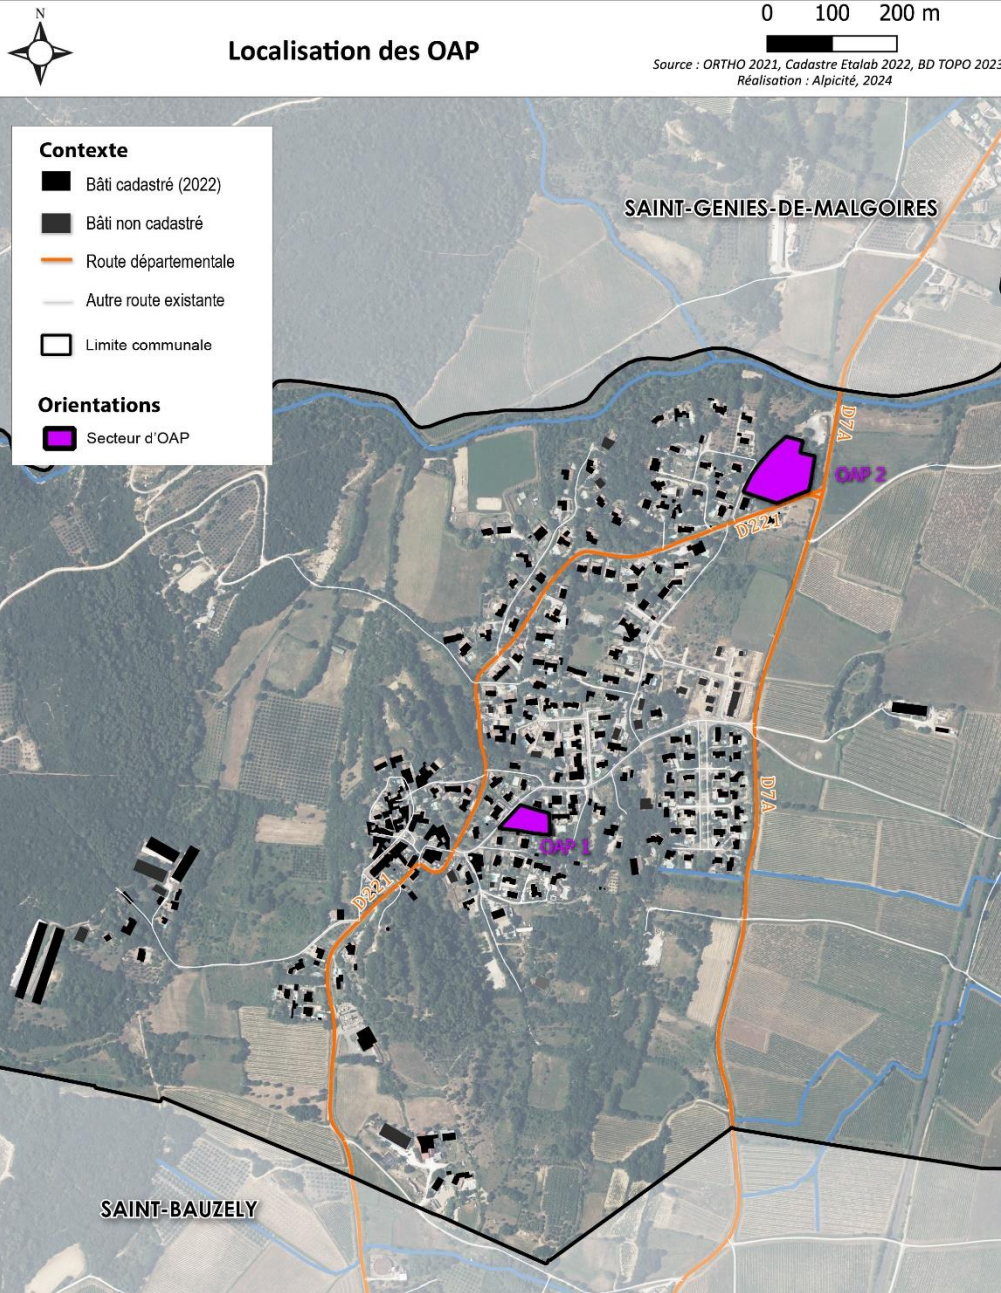 N
Localisation des OAP
0 100 200 m
Source : ORTHO 2021, Cadastre Etalab 2022, BD TOPO 2023
Réalisation : Alpicité, 2024
Contexte
Bâti cadastré (2022)
Bâti non cadastré
Route départementale
Autre route existante
Limite communale
Orientations
Secteur d'OAP
SAINT-GENIES-DE-MALGOIRES
D7A
OAP 2
D221
D7A
OAP 1
D221
SAINT-BAUZELY